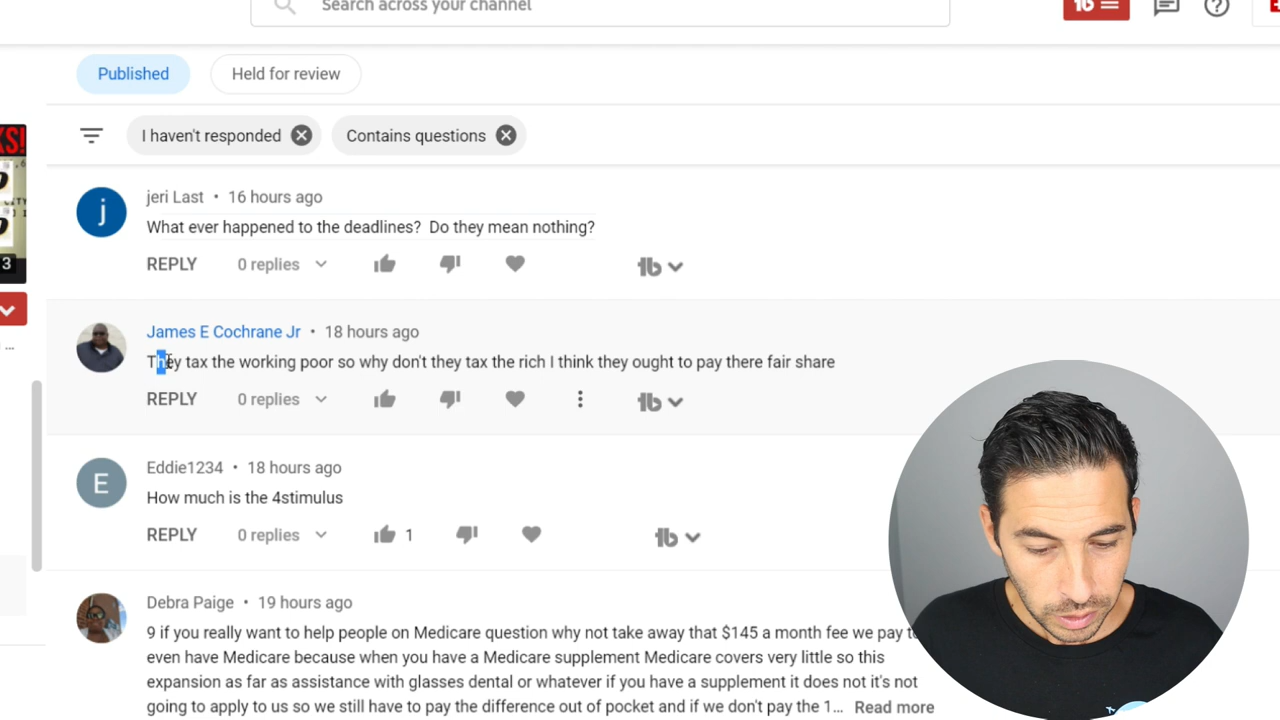 Search across your channel
Published
Held for review
I haven't responded
Contains questions
KS!
CITY
3
jeri Last • 16 hours ago
What ever happened to the deadlines? Do they mean nothing?
REPLY 0 replies
James E Cochrane Jr • 18 hours ago
They tax the working poor so why don't they tax the rich I think they ought to pay there fair share
REPLY 0 replies
E
Eddie1234 • 18 hours ago
How much is the 4stimulus
REPLY 0 replies 1
Debra Paige • 19 hours ago
9 if you really want to help people on Medicare question why not take away that $145 a month fee we pay
even have Medicare because when you have a Medicare supplement Medicare covers very little so this
expansion as far as assistance with glasses dental or whatever if you have a supplement it does not it's not
going to apply to us so we still have to pay the difference out of pocket and if we don't pay the 1... Read more